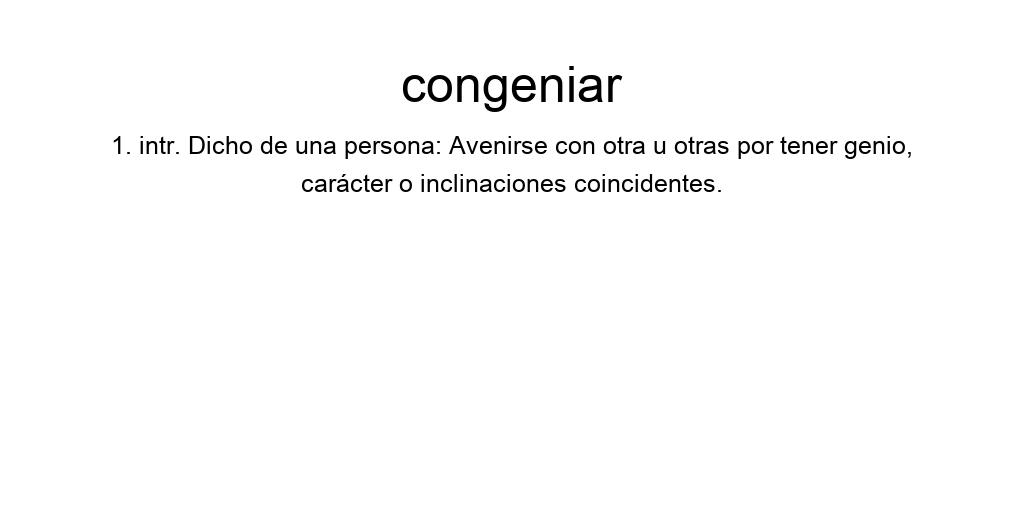 congeniar
1. intr. Dicho de una persona: Avenirse con otra u otras por tener genio,
carácter o inclinaciones coincidentes.